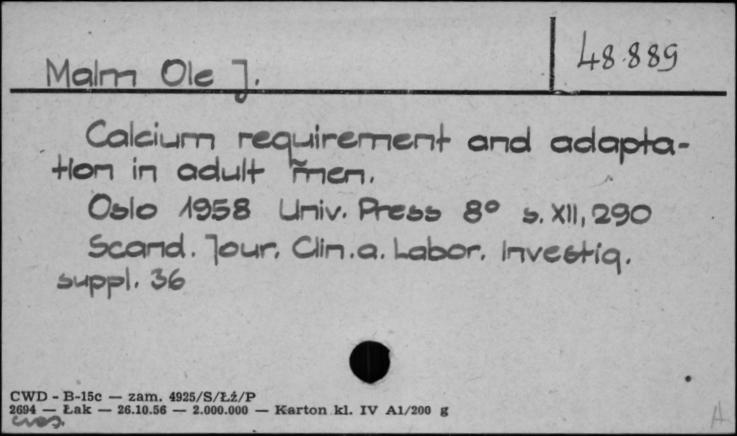 48.889
Malm Ole J.
Calcium requirement and adapta-
tion in adult men.
Oslo 1958 Univ. Press 8° s. XII, 290
Scand. Jour. Clin. a. Labor. Investig.
suppl. 36
CWD - B-15c — zam. 4925/S/Łź/P
2694 — Łak — 26.10.56 — 2.000.000 — Karton kl. IV A1/200 g
A